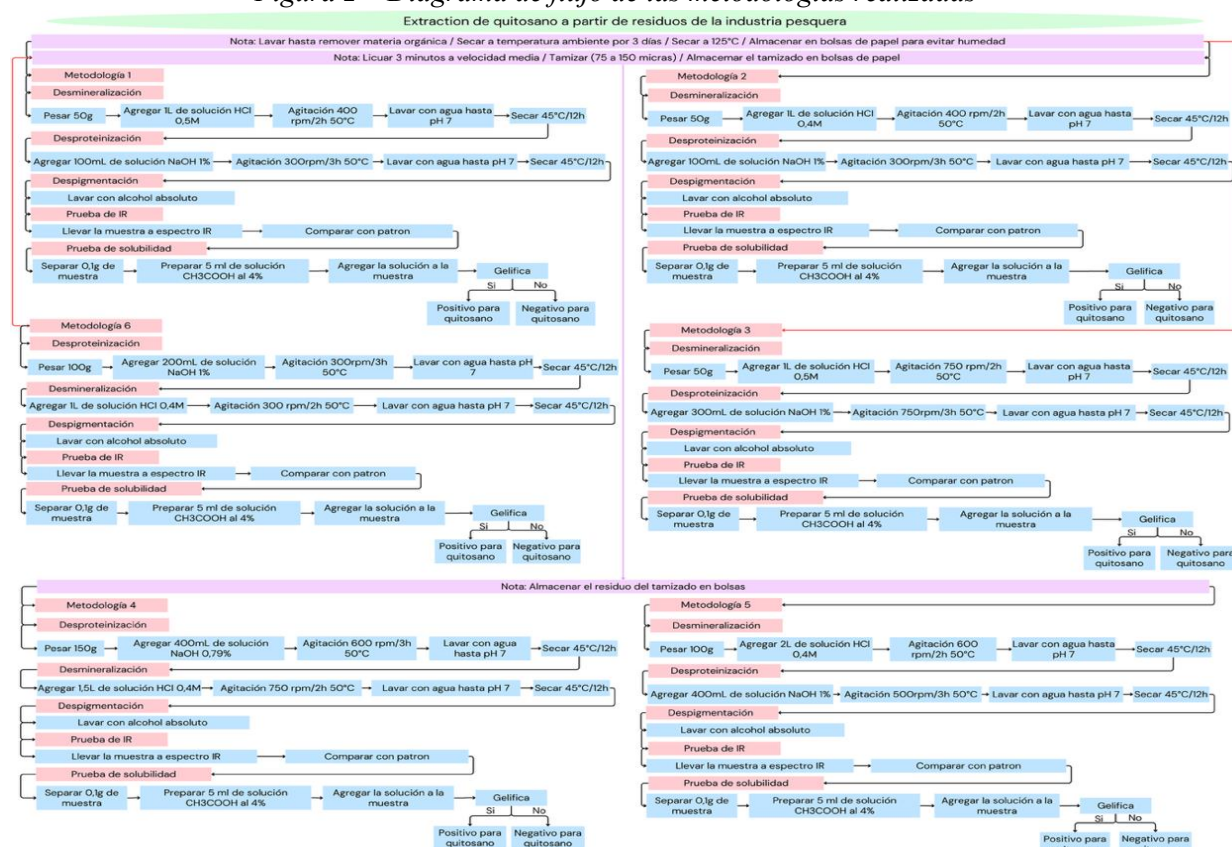 Figura 1 – Diagrama de flujo de las metodologías realizadas
Extraction de quitosano a partir de residuos de la industria pesquera
Nota: Lavar hasta remover materia orgánica / Secar a temperatura ambiente por 3 días / Secar a 125°C / Almacenar en bolsas de papel para evitar humedad
Nota: Licuar 3 minutos a velocidad media / Tamizar (75 a 150 micras) / Almacemar el tamizado en bolsas de papel
Metodología 1
Desmineralización
Pesar 50g
Agregar 1L de solución HCl
0,5M
Agitación 400
rpm/2h 50°C
Lavar con agua hasta
pH 7
Secar 45°C/12h
Desproteinización
Agregar 100mL de solución NaOH 1%
Agitación 300rpm/3h 50°C
Lavar con agua hasta pH 7
Secar 45°C/12h
Despigmentación
Lavar con alcohol absoluto
Prueba de IR
Llevar la muestra a espectro IR
Comparar con patron
Prueba de solubilidad
Separar 0,1g de
muestra
Preparar 5 ml de solución
CH3COOH al 4%
Agregar la solución a la
muestra
Gelifica
Si
No
Positivo para
quitosano
Negativo para
quitosano
Metodología 2
Desmineralización
Pesar 50g
Agregar 1L de solución HCl
0,4M
Agitación 400 rpm/2h
50°C
Lavar con agua hasta
pH 7
Secar 45°C/12h
Desproteinización
Agregar 100mL de solución NaOH 1%
Agitación 300rpm/3h 50°C
Lavar con agua hasta pH 7
Secar 45°C/12h
Despigmentación
Lavar con alcohol absoluto
Prueba de IR
Llevar la muestra a espectro IR
Comparar con patron
Prueba de solubilidad
Separar 0,1g de
muestra
Preparar 5 ml de solución
CH3COOH al 4%
Agregar la solución a la
muestra
Gelifica
Si
No
Positivo para
quitosano
Negativo para
quitosano
Metodología 6
Desproteinización
Pesar 100g
Agregar 200mL de solución
NaOH 1%
Agitación 300rpm/3h
50°C
Lavar con agua hasta pH
7
Secar 45°C/12h
Desmineralización
Agregar 1L de solución HCl 0,4M
Agitación 300 rpm/2h 50°C
Lavar con agua hasta pH 7
Secar 45°C/12h
Despigmentación
Lavar con alcohol absoluto
Prueba de IR
Llevar la muestra a espectro IR
Comparar con patron
Prueba de solubilidad
Separar 0,1g de
muestra
Preparar 5 ml de solución
CH3COOH al 4%
Agregar la solución a la
muestra
Gelifica
Si
No
Positivo para
quitosano
Negativo para
quitosano
Metodología 3
Desmineralización
Pesar 50g
Agregar 1L de solución HCl
0,5M
Agitación 750 rpm/2h
50°C
Lavar con agua hasta
pH 7
Secar 45°C/12h
Desproteinización
Agregar 300mL de solución NaOH 1%
Agitación 750rpm/3h 50°C
Lavar con agua hasta pH 7
Secar 45°C/12h
Despigmentación
Lavar con alcohol absoluto
Prueba de IR
Llevar la muestra a espectro IR
Comparar con patron
Prueba de solubilidad
Separar 0,1g de
muestra
Preparar 5 ml de solución
CH3COOH al 4%
Agregar la solución a la
muestra
Gelifica
Si
No
Positivo para
quitosano
Negativo para
quitosano
Nota: Almacenar el residuo del tamizado en bolsas
Metodología 4
Desproteinización
Pesar 150g
Agregar 400mL de solución
NaOH 0,79%
Agitación 600 rpm/3h
50°C
Lavar con agua
hasta pH 7
Secar 45°C/12h
Desmineralización
Agregar 1,5L de solución HCl 0,4M
Agitación 750 rpm/2h 50°C
Lavar con agua hasta pH 7
Secar 45°C/12h
Despigmentación
Lavar con alcohol absoluto
Prueba de IR
Llevar la muestra a espectro IR
Comparar con patron
Prueba de solubilidad
Separar 0,1g de
muestra
Preparar 5 ml de solución
CH3COOH al 4%
Agregar la solución a la
muestra
Gelifica
Si
No
Positivo para
quitosano
Negativo para
quitosano
Metodología 5
Desmineralización
Pesar 100g
Agregar 2L de solución HCl
0,4M
Agitación 600
rpm/2h 50°C
Lavar con agua hasta
pH 7
Secar 45°C/12h
Desproteinización
Agregar 400mL de solución NaOH 1%
Agitación 500rpm/3h 50°C
Lavar con agua hasta pH 7
Secar 45°C/12h
Despigmentación
Lavar con alcohol absoluto
Prueba de IR
Llevar la muestra a espectro IR
Comparar con patron
Prueba de solubilidad
Separar 0,1g de
muestra
Preparar 5 ml de solución
CH3COOH al 4%
Agregar la solución a la
muestra
Gelifica
Si
No
Positivo para
Negativo para